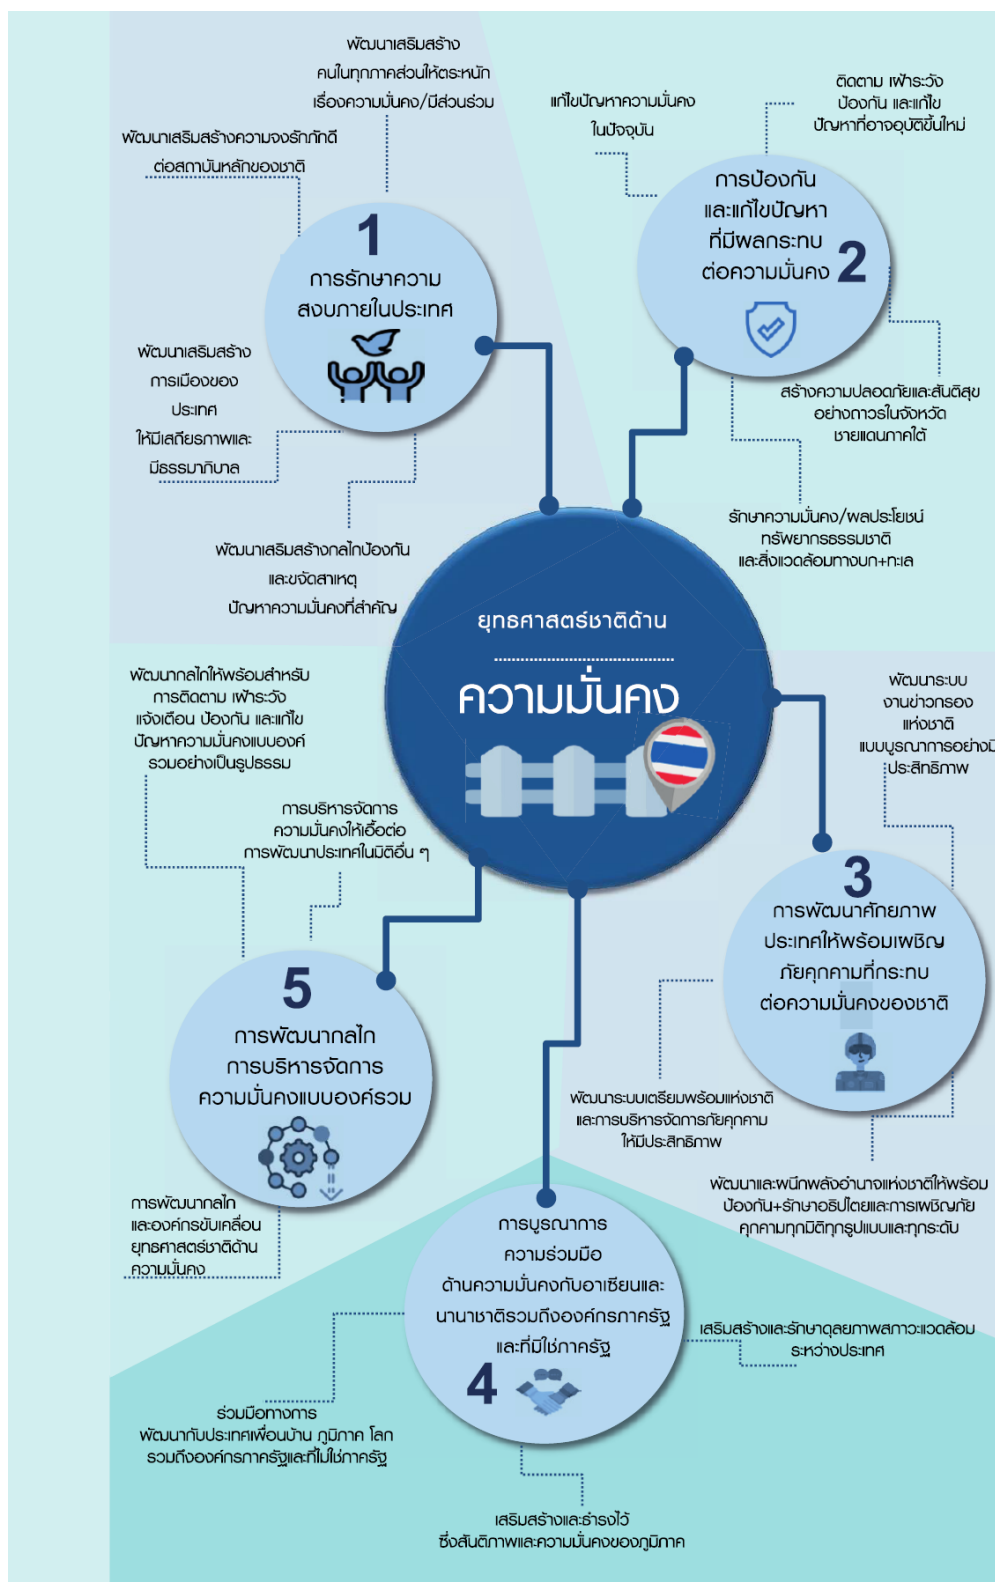 พัฒนาเสริมสร้าง
คนในทุกภาคส่วนให้ตระหนัก
เรื่องความมั่นคง/มีส่วนร่วม
พัฒนาเสริมสร้างความจงรักภักดี
ต่อสถาบันหลักของชาติ
1
การรักษาความ
สงบภายในประเทศ
พัฒนาเสริมสร้าง
การเมืองของ
ประเทศ
ให้มีเสถียรภาพและ
มีธรรมาภิบาล
พัฒนาเสริมสร้างกลไกป้องกัน
และขจัดสาเหตุ
ปัญหาความมั่นคงที่สำคัญ
แก้ไขปัญหาความมั่นคง
ในปัจจุบัน
ติดตาม เฝ้าระวัง
ป้องกัน และแก้ไข
ปัญหาที่อาจอุบัติขึ้นใหม่
การป้องกัน
และแก้ไขปัญหา
ที่มีผลกระทบ
ต่อความมั่นคง
2
สร้างความปลอดภัยและสันติสุข
อย่างถาวรในจังหวัด
ชายแดนภาคใต้
รักษาความมั่นคง/ผลประโยชน์
ทรัพยากรธรรมชาติ
และสิ่งแวดล้อมทางบก+ทะเล
ยุทธศาสตร์ชาติด้าน
ความมั่นคง
พัฒนาระบบ
งานข่าวกรอง
แห่งชาติ
แบบบูรณาการอย่างมี
ประสิทธิภาพ
3
การพัฒนาศักยภาพ
ประเทศให้พร้อมเผชิญ
ภัยคุกคามที่กระทบ
ต่อความมั่นคงของชาติ
พัฒนาระบบเตรียมพร้อมแห่งชาติ
และการบริหารจัดการภัยคุกคาม
ให้มีประสิทธิภาพ
พัฒนาและผนึกพลังอำนาจแห่งชาติให้พร้อม
ป้องกัน+รักษาอธิปไตยและการเผชิญภัย
คุกคามทุกมิติทุกรูปแบบและทุกระดับ
พัฒนากลไกให้พร้อมสำหรับ
การติดตาม เฝ้าระวัง
แจ้งเตือน ป้องกัน และแก้ไข
ปัญหาความมั่นคงแบบองค์
รวมอย่างเป็นรูปธรรม
การบริหารจัดการ
ความมั่นคงให้เอื้อต่อ
การพัฒนาประเทศในมิติอื่น ๆ
5
การพัฒนากลไก
การบริหารจัดการ
ความมั่นคงแบบองค์รวม
การพัฒนากลไก
และองค์กรขับเคลื่อน
ยุทธศาสตร์ชาติด้าน
ความมั่นคง
การบูรณาการ
ความร่วมมือ
ด้านความมั่นคงกับอาเซียนและ
นานาชาติรวมถึงองค์กรภาครัฐ
และที่มิใช่ภาครัฐ
4
เสริมสร้างและรักษาดุลยภาพสภาวะแวดล้อม
ระหว่างประเทศ
ร่วมมือทางการ
พัฒนากับประเทศเพื่อนบ้าน ภูมิภาค โลก
รวมถึงองค์กรภาครัฐและที่ไม่ใช่ภาครัฐ
เสริมสร้างและธำรงไว้
ซึ่งสันติภาพและความมั่นคงของภูมิภาค